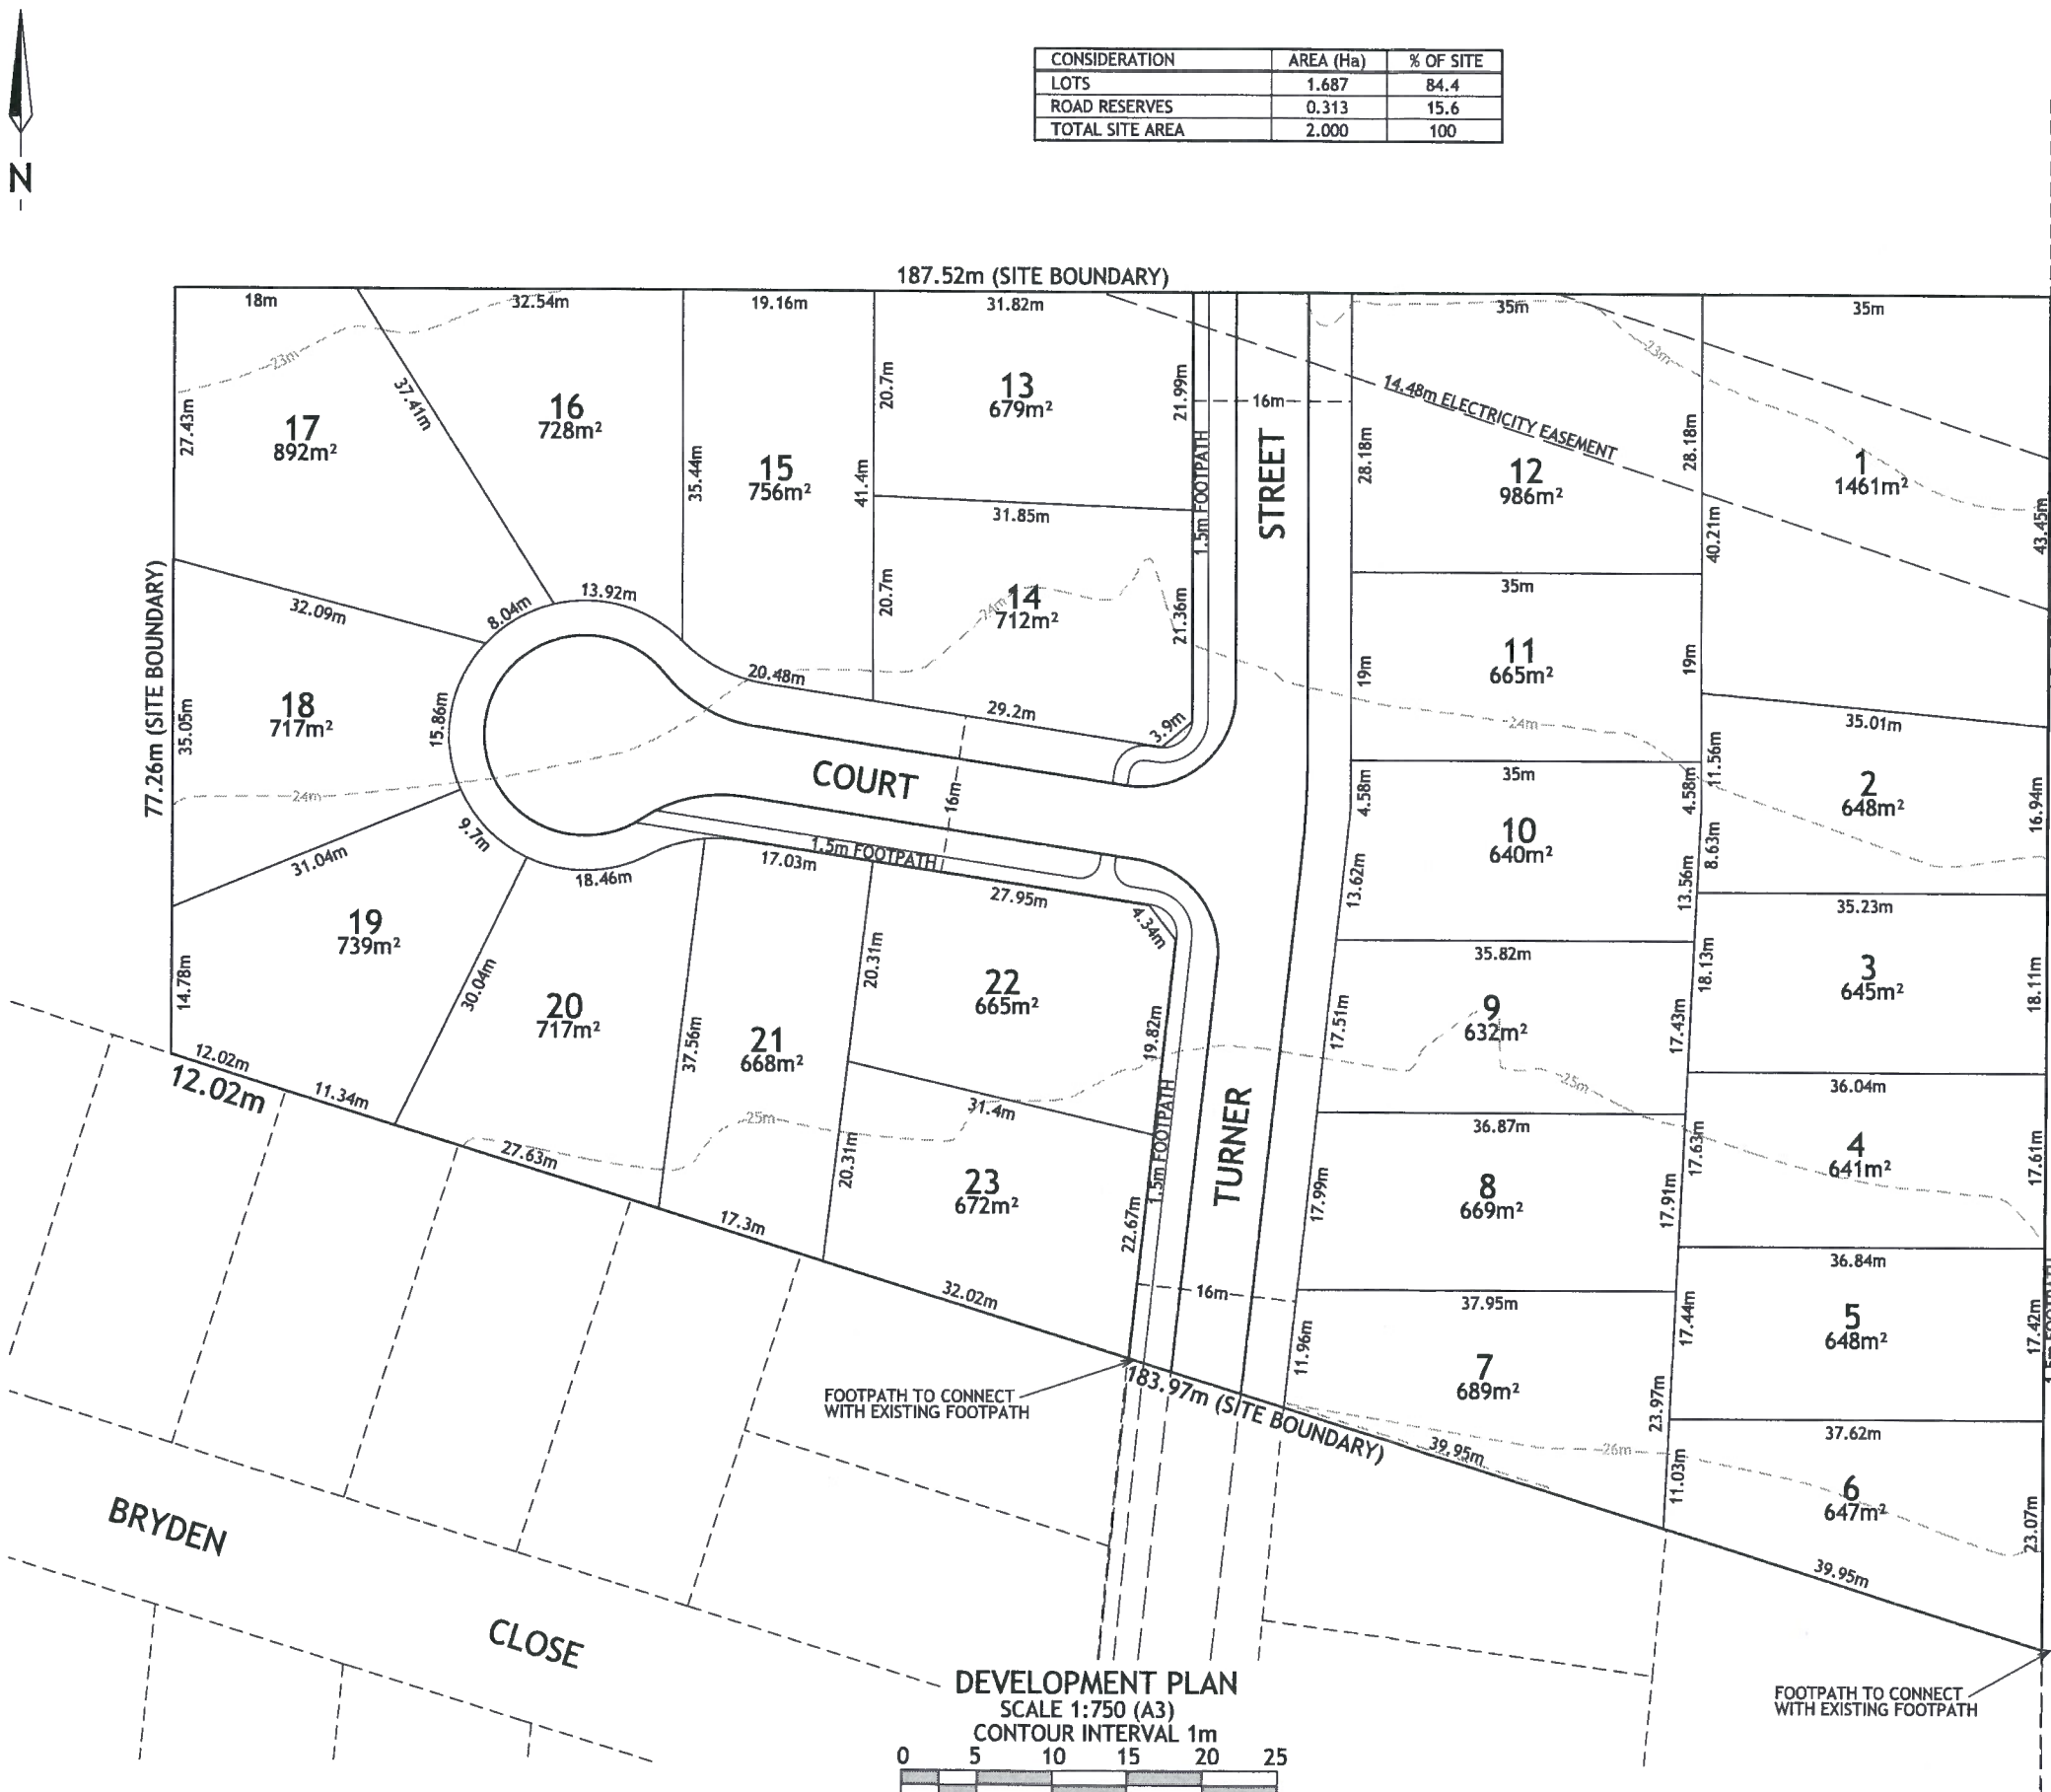 N
CONSIDERATION AREA (Ha) % OF SITE
LOTS 1.687 84.4
ROAD RESERVES 0.313 15.6
TOTAL SITE AREA 2.000 100
187.52m (SITE BOUNDARY)
18m
32.54m
19.16m
31.82m
35m
35m
23m
27.43m
17
892m²
37.41m
16
728m²
35.44m
15
756m²
41.4m
20.7m
13
679m²
21.99m
1.5m FOOTPATH
16m
STREET
28.18m
14.48m ELECTRICITY EASEMENT
12
986m²
28.18m
40.21m
23m
1
1461m²
43.45m
31.85m
20.7m
24m
14
712m²
21.36m
35m
19m
11
665m²
19m
77.26m (SITE BOUNDARY)
32.09m
8.04m
13.92m
20.48m
29.2m
3.9m
35.05m
18
717m²
15.86m
24m
COURT
16m
24m
35.01m
35m
4.58m
4.58m
11.56m
2
648m²
16.94m
10
640m²
13.62m
13.56m
8.63m
31.04m
9.7m
18.46m
1.5m FOOTPATH
17.03m
27.95m
4.34m
35.23m
19
739m²
14.78m
30.04m
20
717m²
37.56m
21
668m²
20.31m
22
665m²
19.82m
35.82m
17.51m
9
632m²
17.43m
18.13m
3
645m²
18.11m
12.02m
12.02m
11.34m
27.63m
25m
31.4m
25m
36.04m
20.31m
23
672m²
22.67m
1.5m FOOTPATH
TURNER
36.87m
17.99m
8
669m²
17.91m
17.63m
4
641m²
17.61m
17.3m
32.02m
16m
37.95m
36.84m
11.96m
7
689m²
23.97m
17.44m
5
648m²
17.42m
FOOTPATH TO CONNECT
WITH EXISTING FOOTPATH
183.97m (SITE BOUNDARY)
39.95m
26m
37.62m
11.03m
6
647m²
23.07m
39.95m
BRYDEN
CLOSE
FOOTPATH TO CONNECT
WITH EXISTING FOOTPATH
DEVELOPMENT PLAN
SCALE 1:750 (A3)
CONTOUR INTERVAL 1m
0 5 10 15 20 25